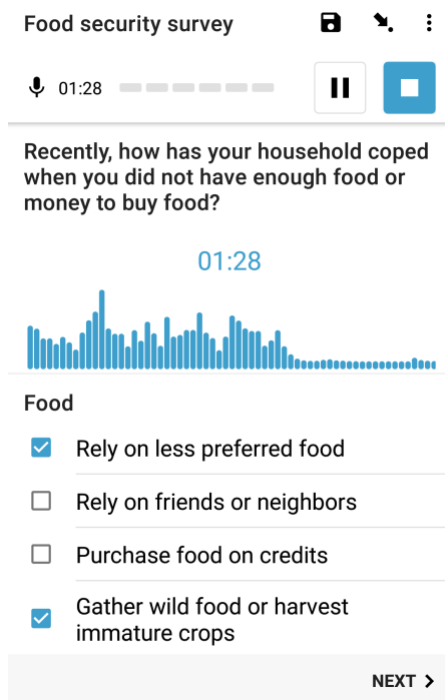 Food security survey
01:28
Recently, how has your household coped
when you did not have enough food or
money to buy food?
01:28
Food
Rely on less preferred food
Rely on friends or neighbors
Purchase food on credits
Gather wild food or harvest
immature crops
NEXT